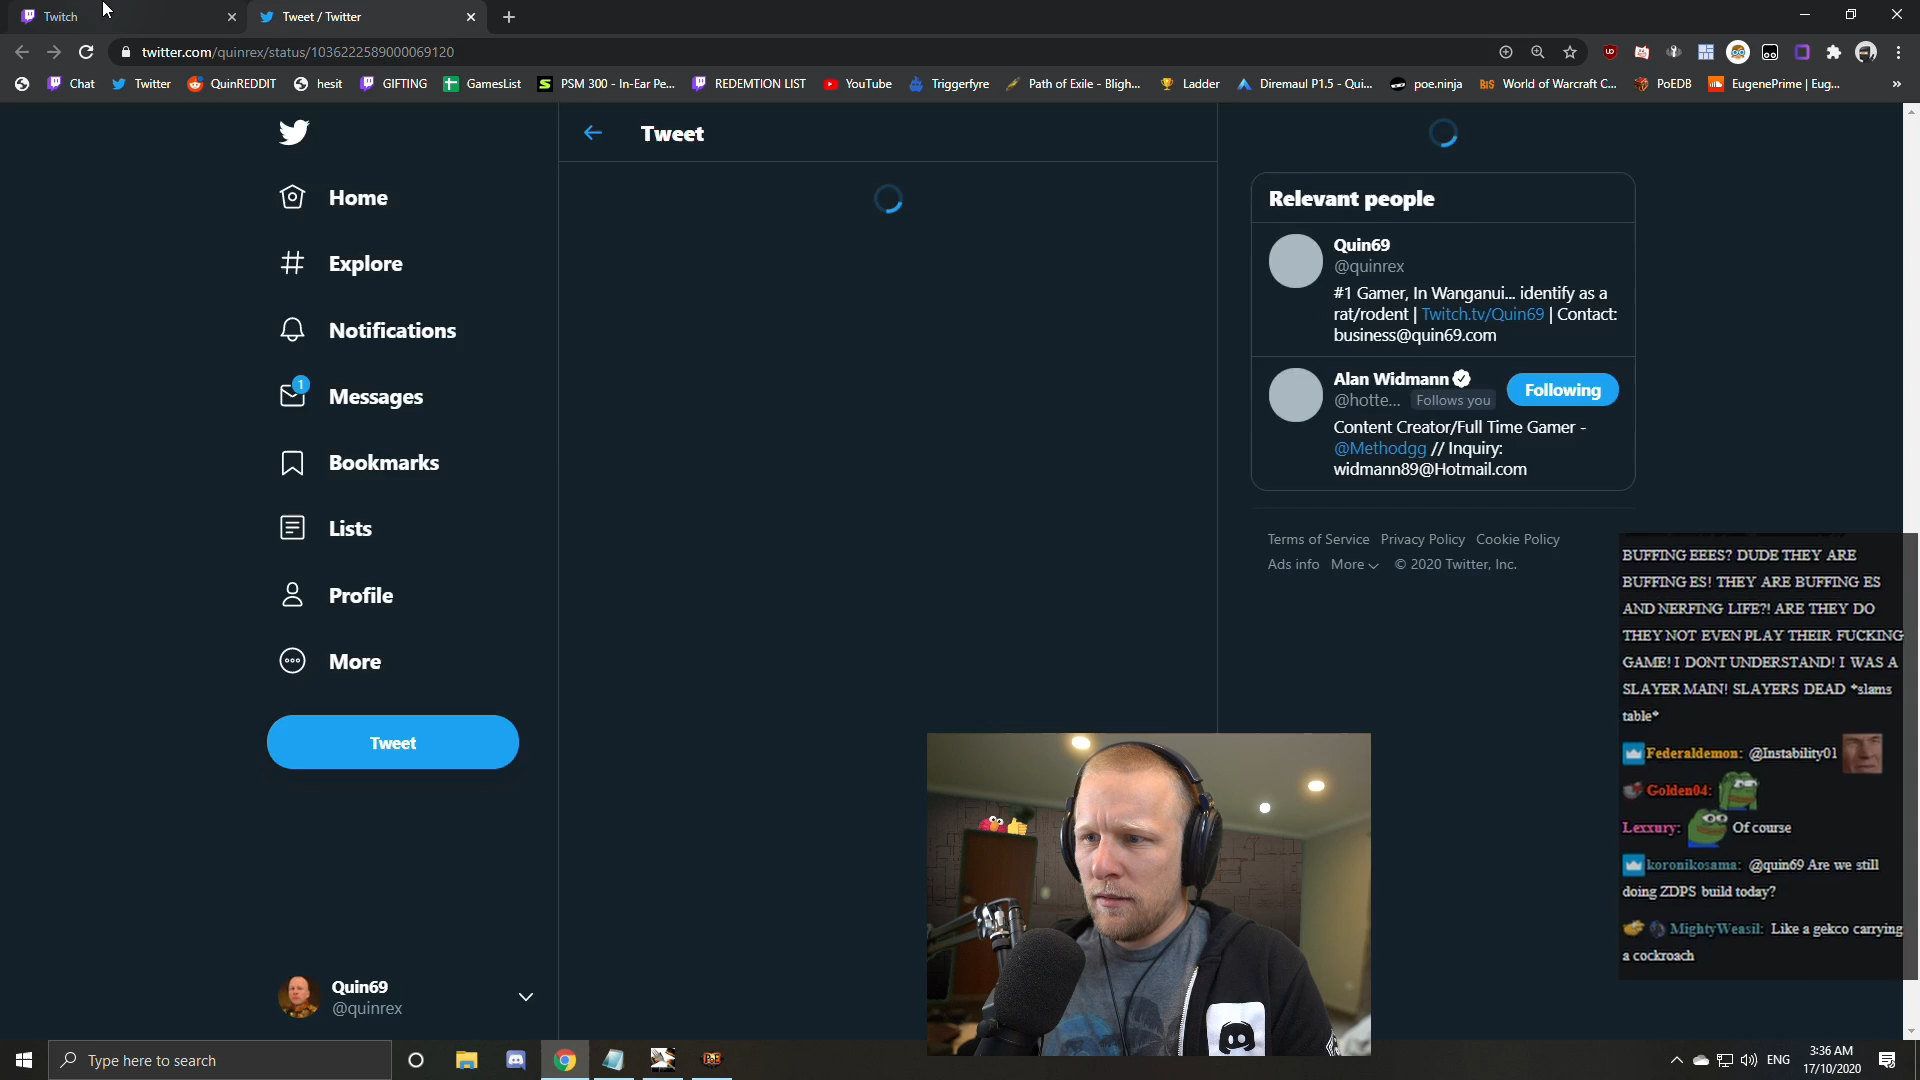 Twitch
Tweet / Twitter
twitter.com/quinrex/status/1036222589000069120
Chat
Twitter
QuinREDDIT
hesit
GIFTING
GamesList
PSM 300 - In-Ear Pe...
REDEMTION LIST
YouTube
Triggerfyre
Path of Exile - Bligh...
Ladder
Diremaul P1.5 - Qui...
poe.ninja
World of Warcraft C...
PoEDB
EugenePrime | Eug...
Home
Explore
Notifications
1
Messages
Bookmarks
Lists
Profile
More
Tweet
Quin69
@quinrex
Tweet
Relevant people
Quin69
@quinrex
#1 Gamer, In Wanganui... identify as a
rat/rodent | Twitch.tv/Quin69 | Contact:
business@quin69.com
Alan Widmann
@hotte... Follows you
Following
Content Creator/Full Time Gamer -
@Methodgg // Inquiry:
widmann89@Hotmail.com
Terms of Service Privacy Policy Cookie Policy
Ads info More © 2020 Twitter, Inc.
BUFFING EEES? DUDE THEY ARE
BUFFING ES! THEY ARE BUFFING ES
AND NERFING LIFE?! ARE THEY DO
THEY NOT EVEN PLAY THEIR FUCKING
GAME! I DONT UNDERSTAND! I WAS A
SLAYER MAIN! SLAYERS DEAD *slams
table*
Federaldemon: @Instability01
Golden04:
Lexxury: Of course
koronikosama: @quin69 Are we still
doing ZDPS build today?
MightyWeasil: Like a gekco carrying
a cockroach
Type here to search
ENG
3:36 AM
17/10/2020